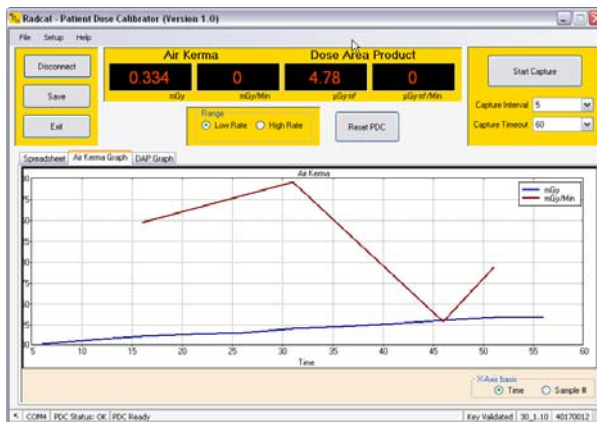 Radcal - Patient Dose Calibrator (Version 1.0)
File Setup Help
Disconnect
Save
Exit
Air Kerma
Dose Area Product
0.334
0
4.78
0
mGy
mGy/Min
µGym²
µGym²/Min
Range
Low Rate
High Rate
Reset PDC
Start Capture
Capture Interval 5
Capture Timeout 60
Spreadsheet
Air Kerma Graph
DAP Graph
Air Kerma
mGy
mGy/Min
5 10 15 20 25 30 35 40 45 50 55 60
Time
X-Axis basis
Time
Sample #
COM4 PDC Status: OK PDC Ready
Key Validated 30_1.10 40170012